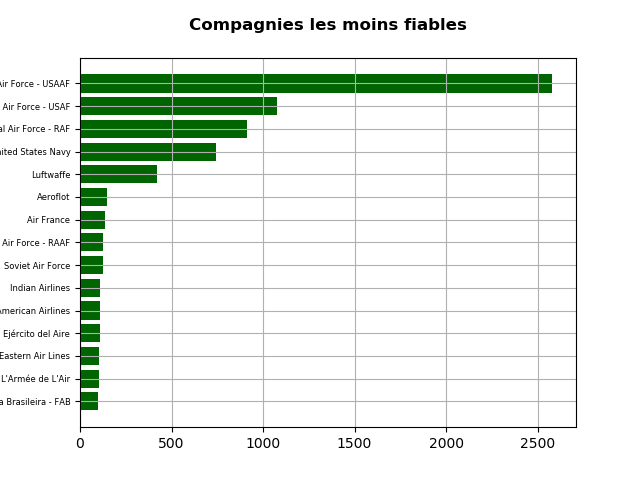 Compagnies les moins fiables
Air Force - USAAF
Air Force - USAF
Air Force - RAF
States Navy
Luftwaffe
Aeroflot
Air France
Air Force - RAAF
Soviet Air Force
Indian Airlines
American Airlines
Ejército del Aire
Eastern Air Lines
L'Armée de L'Air
Brasileira - FAB
0 500 1000 1500 2000 2500